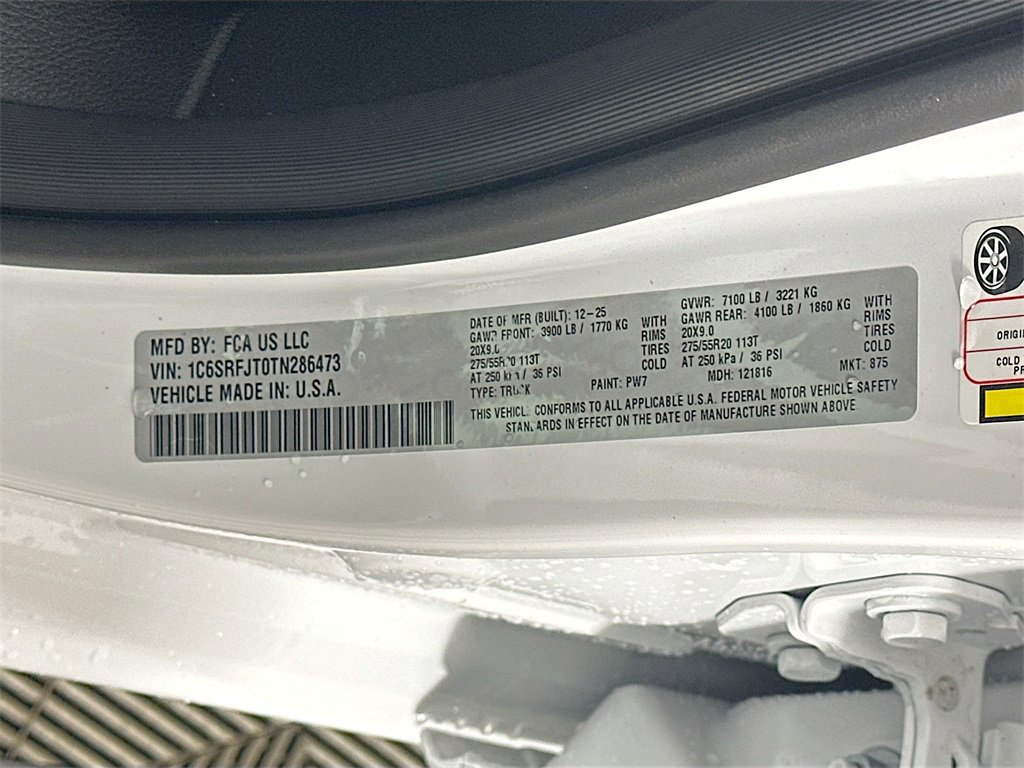 MFD BY: FCA US LLC
VIN: 1C6SRFJT0TN286473
VEHICLE MADE IN: U.S.A.
DATE OF MFR (BUILT): 12-25
GAWR FRONT: 3900 LB / 1770 KG
20X9.0
275/55R20 113T
AT 250 kPa / 36 PSI
TYPE: TRUCK
WITH
RIMS
TIRES
COLD
PAINT: PW7
GVWR: 7100 LB / 3221 KG
GAWR REAR: 4100 LB / 1860 KG
20X9.0
275/55R20 113T
AT 250 kPa / 36 PSI
MDH: 121816
WITH
RIMS
TIRES
COLD
MKT: 875
THIS VEHICLE CONFORMS TO ALL APPLICABLE U.S.A. FEDERAL MOTOR VEHICLE SAFETY
STANDARDS IN EFFECT ON THE DATE OF MANUFACTURE SHOWN ABOVE.
COLD